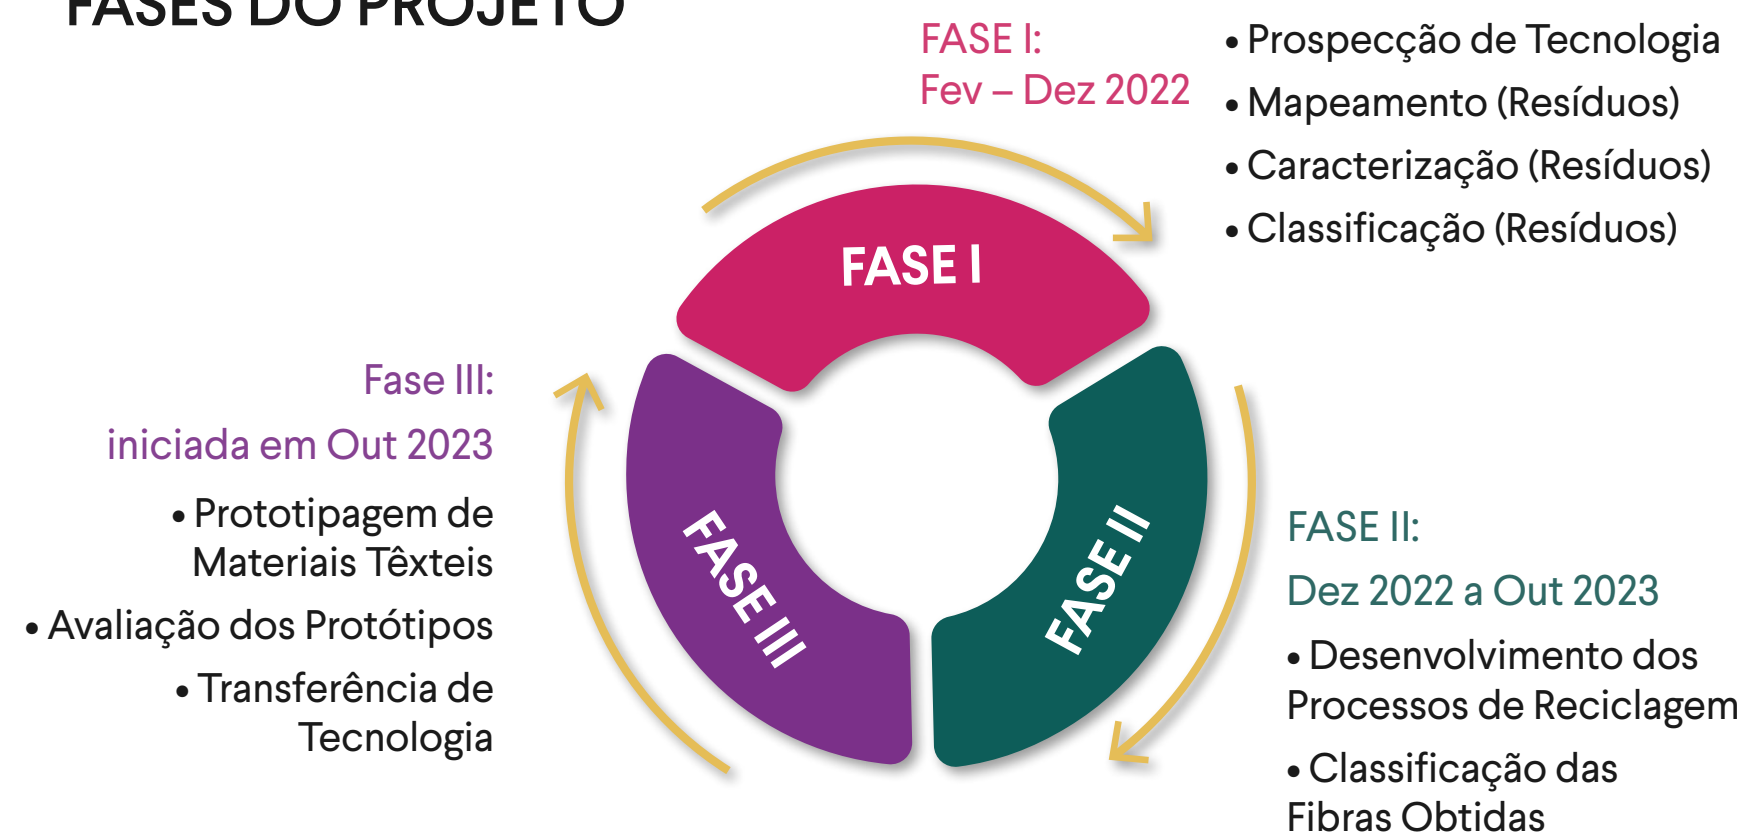 FASES DO PROJETO
FASE I:
Fev – Dez 2022
• Prospecção de Tecnologia
• Mapeamento (Resíduos)
• Caracterização (Resíduos)
• Classificação (Resíduos)
FASE I
FASE II
FASE III
Fase III:
iniciada em Out 2023
• Prototipagem de
Materiais Têxteis
• Avaliação dos Protótipos
• Transferência de
Tecnologia
FASE II:
Dez 2022 a Out 2023
• Desenvolvimento dos
Processos de Reciclagem
• Classificação das
Fibras Obtidas